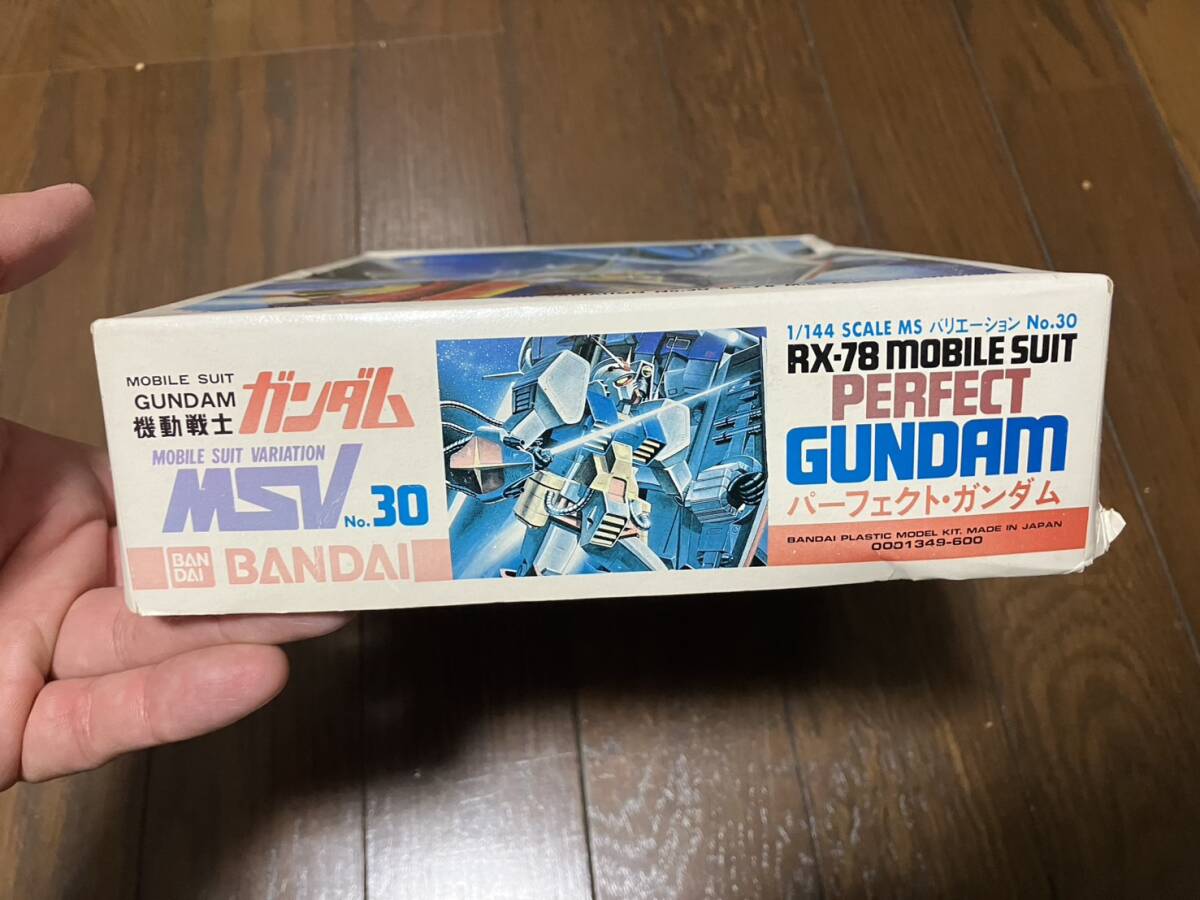 MOBILE SUIT
GUNDAM
機動戦士 ガンダム
MOBILE SUIT VARIATION
MSV No.30
BAN
DAI
BANDAI
1/144 SCALE MS バリエーション No.30
RX-78 MOBILE SUIT
PERFECT
GUNDAM
パーフェクト・ガンダム
BANDAI PLASTIC MODEL KIT. MADE IN JAPAN
0001349-600